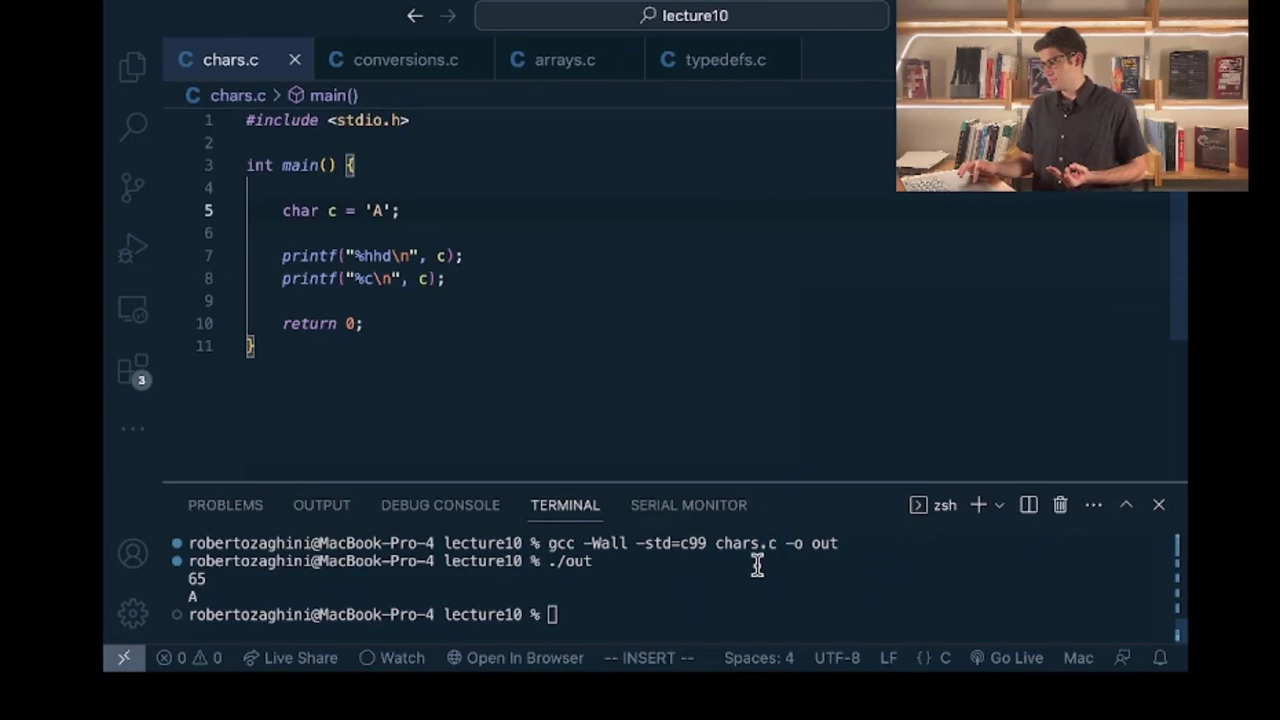 lecture10
chars.c
conversions.c
arrays.c
typedefs.c
chars.c > main()
1 #include <stdio.h>
2
3 int main() {
4
5 char c = 'A';
6
7 printf("%hhd\n", c);
8 printf("%c\n", c);
9
10 return 0;
11 }
3
PROBLEMS OUTPUT DEBUG CONSOLE TERMINAL SERIAL MONITOR zsh
robertozaghini@MacBook-Pro-4 lecture10 % gcc -Wall -std=c99 chars.c -o out
robertozaghini@MacBook-Pro-4 lecture10 % ./out
65
A
robertozaghini@MacBook-Pro-4 lecture10 %
0 0 Live Share Watch Open In Browser -- INSERT -- Spaces: 4 UTF-8 LF {} C Go Live Mac